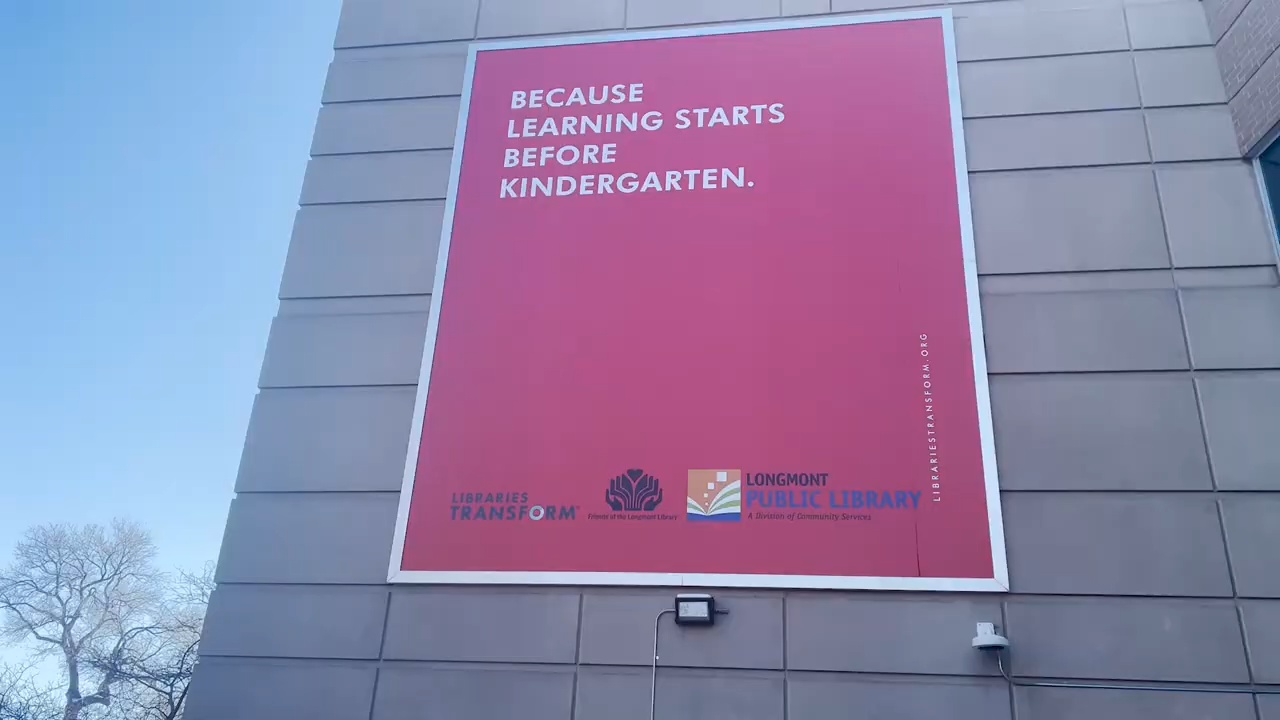 BECAUSE
LEARNING STARTS
BEFORE
KINDERGARTEN.
LIBRARIESTRANSFORM.ORG
LIBRARIES
TRANSFORM
Friends of the Longmont Library
LONGMONT
PUBLIC LIBRARY
A Division of Community Services